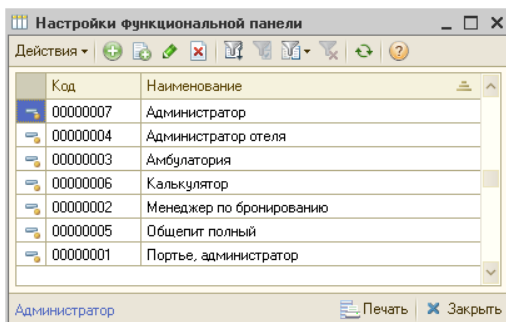 Настройки функциональной панели
Действия
Код Наименование
00000007 Администратор
00000004 Администратор отеля
00000003 Амбулатория
00000006 Калькулятор
00000002 Менеджер по бронированию
00000005 Общепит полный
00000001 Портье, администратор
Администратор Печать Закрыть